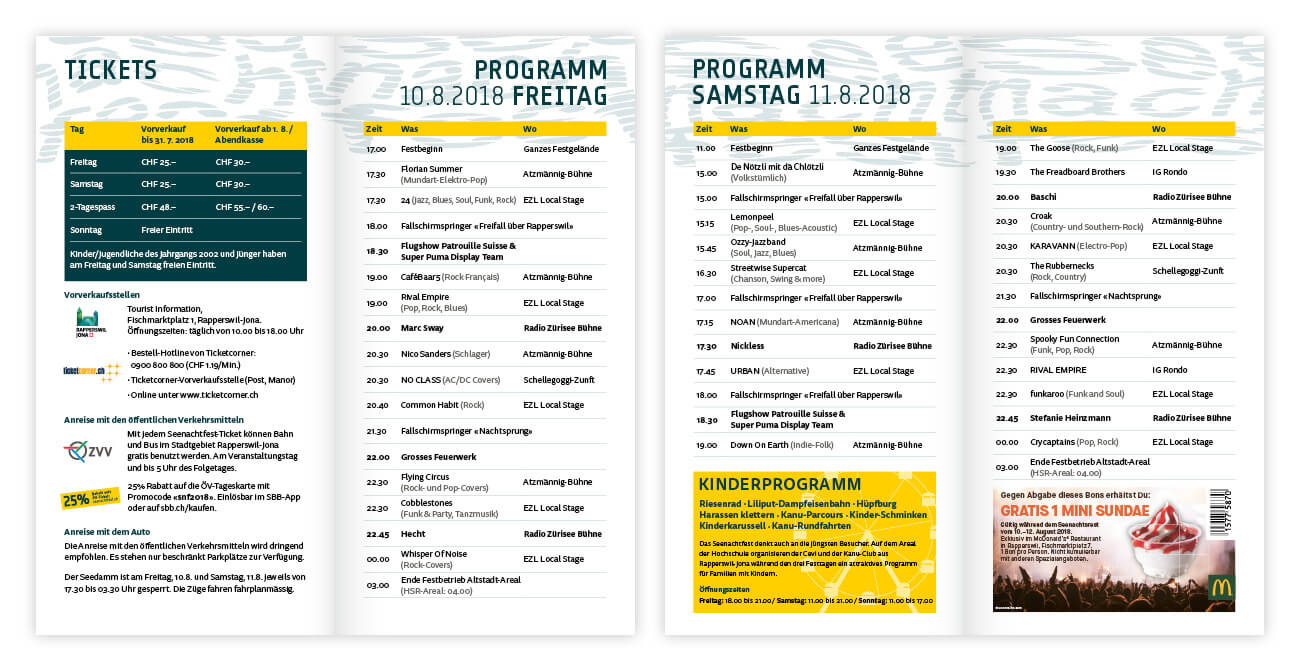 TICKETS
Tag Vorverkauf bis 31. 7. 2018 Vorverkauf ab 1. 8./ Abendkasse
Freitag CHF 25.– CHF 30.–
Samstag CHF 25.– CHF 30.–
2-Tagespass CHF 48.– CHF 55.– / 60.–
Sonntag Freier Eintritt
Kinder/Jugendliche des Jahrgangs 2002 und Jünger haben
am Freitag und Samstag freien Eintritt.
Vorverkaufsstellen
RAPPERSWIL
JONA
Tourist Information,
Fischmarktplatz 1, Rapperswil-Jona.
Öffnungszeiten: täglich von 10.00 bis 18.00 Uhr
ticketcorner.ch
· Bestell-Hotline von Ticketcorner:
0900 800 800 (CHF 1.19/Min.)
· Ticketcorner-Vorverkaufsstelle (Post, Manor)
· Online unter www.ticketcorner.ch
Anreise mit den öffentlichen Verkehrsmitteln
ZVV
Mit jedem Seenachtfest-Ticket können Bahn
und Bus im Stadtgebiet Rapperswil-Jona
gratis benutzt werden. Am Veranstaltungstag
und bis 5 Uhr des Folgetages.
25%
25% Rabatt auf die ÖV-Tageskarte mit
Promocode «snf2018». Einlösbar im SBB-App
oder auf sbb.ch/kaufen.
Anreise mit dem Auto
Die Anreise mit den öffentlichen Verkehrsmitteln wird dringend
empfohlen. Es stehen nur beschränkt Parkplätze zur Verfügung.
Der Seedamm ist am Freitag, 10.8. und Samstag, 11.8. jeweils von
17.30 bis 03.30 Uhr gesperrt. Die Züge fahren fahrplanmässig.
PROGRAMM
10.8.2018 FREITAG
Zeit Was Wo
17.00 Festbeginn Ganzes Festgelände
17.30 Florian Summer (Mundart-Elektro-Pop) Atzmännig-Bühne
17.30 24 (Jazz, Blues, Soul, Funk, Rock) EZL Local Stage
18.00 Fallschirmspringer «Freifall über Rapperswil»
18.30 Flugshow Patrouille Suisse &
Super Puma Display Team
19.00 CaféBaar5 (Rock Français) Atzmännig-Bühne
19.00 Rival Empire (Pop, Rock, Blues) EZL Local Stage
20.00 Marc Sway Radio Zürisee Bühne
20.30 Nico Sanders (Schlager) Atzmännig-Bühne
20.30 NO CLASS (AC/DC Covers) Schellegoggi-Zunft
20.40 Common Habit (Rock) EZL Local Stage
21.30 Fallschirmspringer «Nachtsprung»
22.00 Grosses Feuerwerk
22.30 Flying Circus (Rock- und Pop-Covers) Atzmännig-Bühne
22.30 Cobblestones (Funk & Party, Tanzmusik) EZL Local Stage
22.45 Hecht Radio Zürisee Bühne
00.00 Whisper Of Noise (Rock-Covers) EZL Local Stage
03.00 Ende Festbetrieb Altstadt-Areal
(HSR-Areal: 04.00)
PROGRAMM
SAMSTAG 11.8.2018
Zeit Was Wo
11.00 Festbeginn Ganzes Festgelände
15.00 De Nötzli mit dä Chlötzli (Volkstümlich) Atzmännig-Bühne
15.00 Fallschirmspringer «Freifall über Rapperswil»
15.15 Lemonpeel (Pop-, Soul-, Blues-Acoustic) EZL Local Stage
15.45 Ozzy-Jazzband (Soul, Jazz, Blues) Atzmännig-Bühne
16.30 Streetwise Supercat (Chanson, Swing & more) EZL Local Stage
17.00 Fallschirmspringer «Freifall über Rapperswil»
17.15 NOAN (Mundart-Americana) Atzmännig-Bühne
17.30 Nickless Radio Zürisee Bühne
17.45 URBAN (Alternative) EZL Local Stage
18.00 Fallschirmspringer «Freifall über Rapperswil»
18.30 Flugshow Patrouille Suisse &
Super Puma Display Team
19.00 Down On Earth (Indie-Folk) Atzmännig-Bühne
KINDERPROGRAMM
Riesenrad · Liliput-Dampfeisenbahn · Hüpfburg
Harassen klettern · Kanu-Parcours · Kinder-Schminken
Kinderkarussell · Kanu-Rundfahrten
Das Seenachtfest denkt auch an die jüngsten Besucher. Auf dem Areal
der Hochschule organisieren der Cevi und der Kanu-Club aus
Rapperswil-Jona während den drei Festtagen ein attraktives Programm
für Familien mit Kindern.
Öffnungszeiten
Freitag: 18.00 bis 21.00 / Samstag: 11.00 bis 21.00 / Sonntag: 11.00 bis 17.00
Zeit Was Wo
19.00 The Goose (Rock, Funk) EZL Local Stage
19.30 The Freadboard Brothers IG Rondo
20.00 Baschi Radio Zürisee Bühne
20.30 Croak (Country- und Southern-Rock) Atzmännig-Bühne
20.30 KARAVANN (Electro-Pop) EZL Local Stage
20.30 The Rubbernecks (Rock, Country) Schellegoggi-Zunft
21.30 Fallschirmspringer «Nachtsprung»
22.00 Grosses Feuerwerk
22.30 Spooky Fun Connection (Funk, Pop, Rock) Atzmännig-Bühne
22.30 RIVAL EMPIRE IG Rondo
22.30 funkaroo (Funk and Soul) EZL Local Stage
22.45 Stefanie Heinzmann Radio Zürisee Bühne
00.00 Crycaptains (Pop, Rock) EZL Local Stage
03.00 Ende Festbetrieb Altstadt-Areal
(HSR-Areal: 04.00)
Gegen Abgabe dieses Bons erhältst Du:
GRATIS 1 MINI SUNDAE
Gültig während dem Seenachtsfest
vom 10.–12. August 2018.
Exklusiv im McDonald's® Restaurant
in Rapperswil, Fischmarktplatz 7.
1 Bon pro Person. Nicht kumulierbar
mit anderen Spezialangeboten.
1577 5870